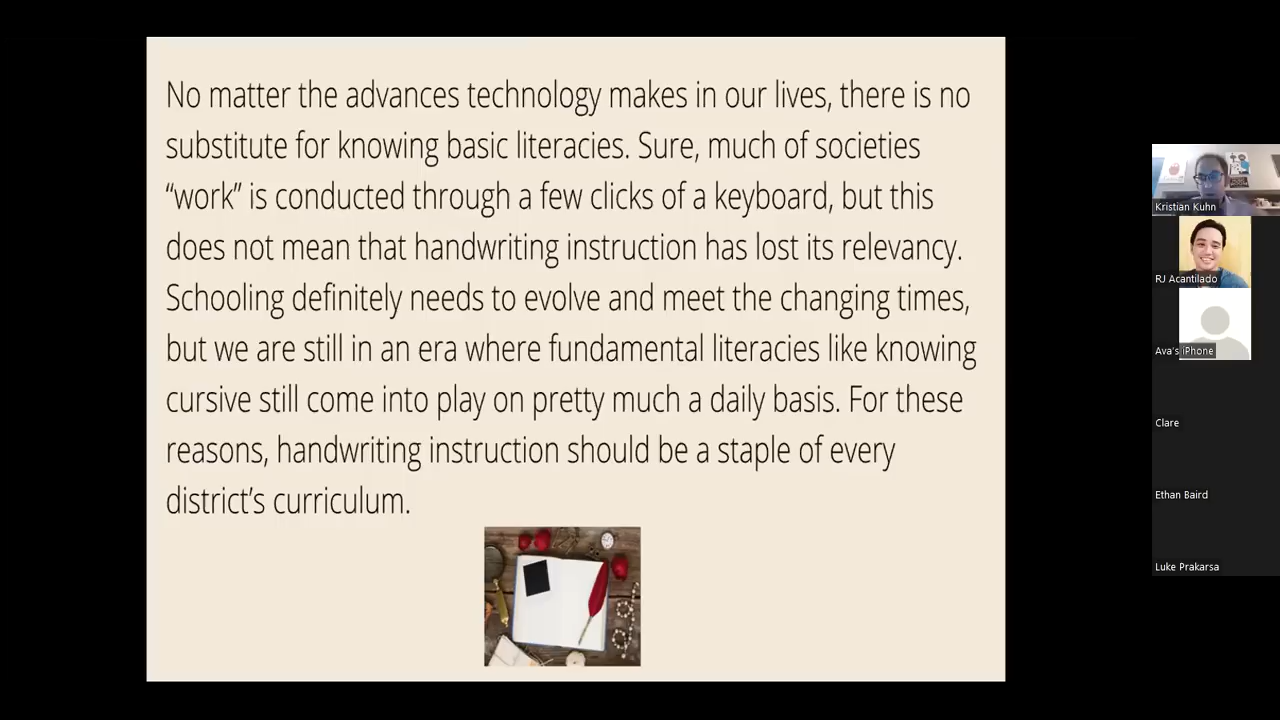 No matter the advances technology makes in our lives, there is no
substitute for knowing basic literacies. Sure, much of societies
“work” is conducted through a few clicks of a keyboard, but this
does not mean that handwriting instruction has lost its relevancy.
Schooling definitely needs to evolve and meet the changing times,
but we are still in an era where fundamental literacies like knowing
cursive still come into play on pretty much a daily basis. For these
reasons, handwriting instruction should be a staple of every
district’s curriculum.
Kristian Kuhn
RJ Acantilado
Ava's iPhone
Clare
Ethan Baird
Luke Prakarsa